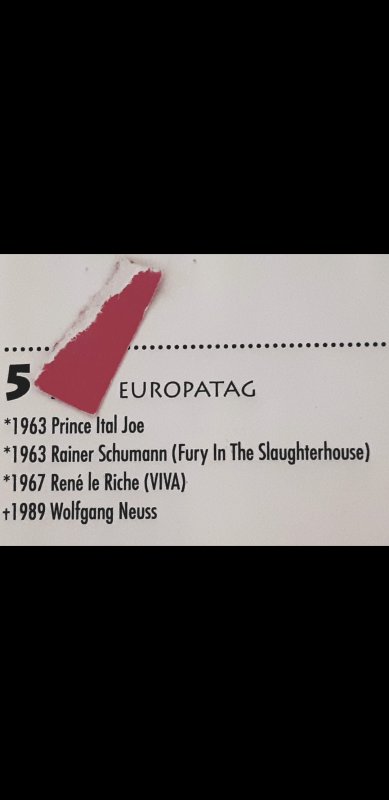 5
EUROPATAG
*1963 Prince Ital Joe
*1963 Rainer Schumann (Fury In The Slaughterhouse)
*1967 René le Riche (VIVA)
†1989 Wolfgang Neuss